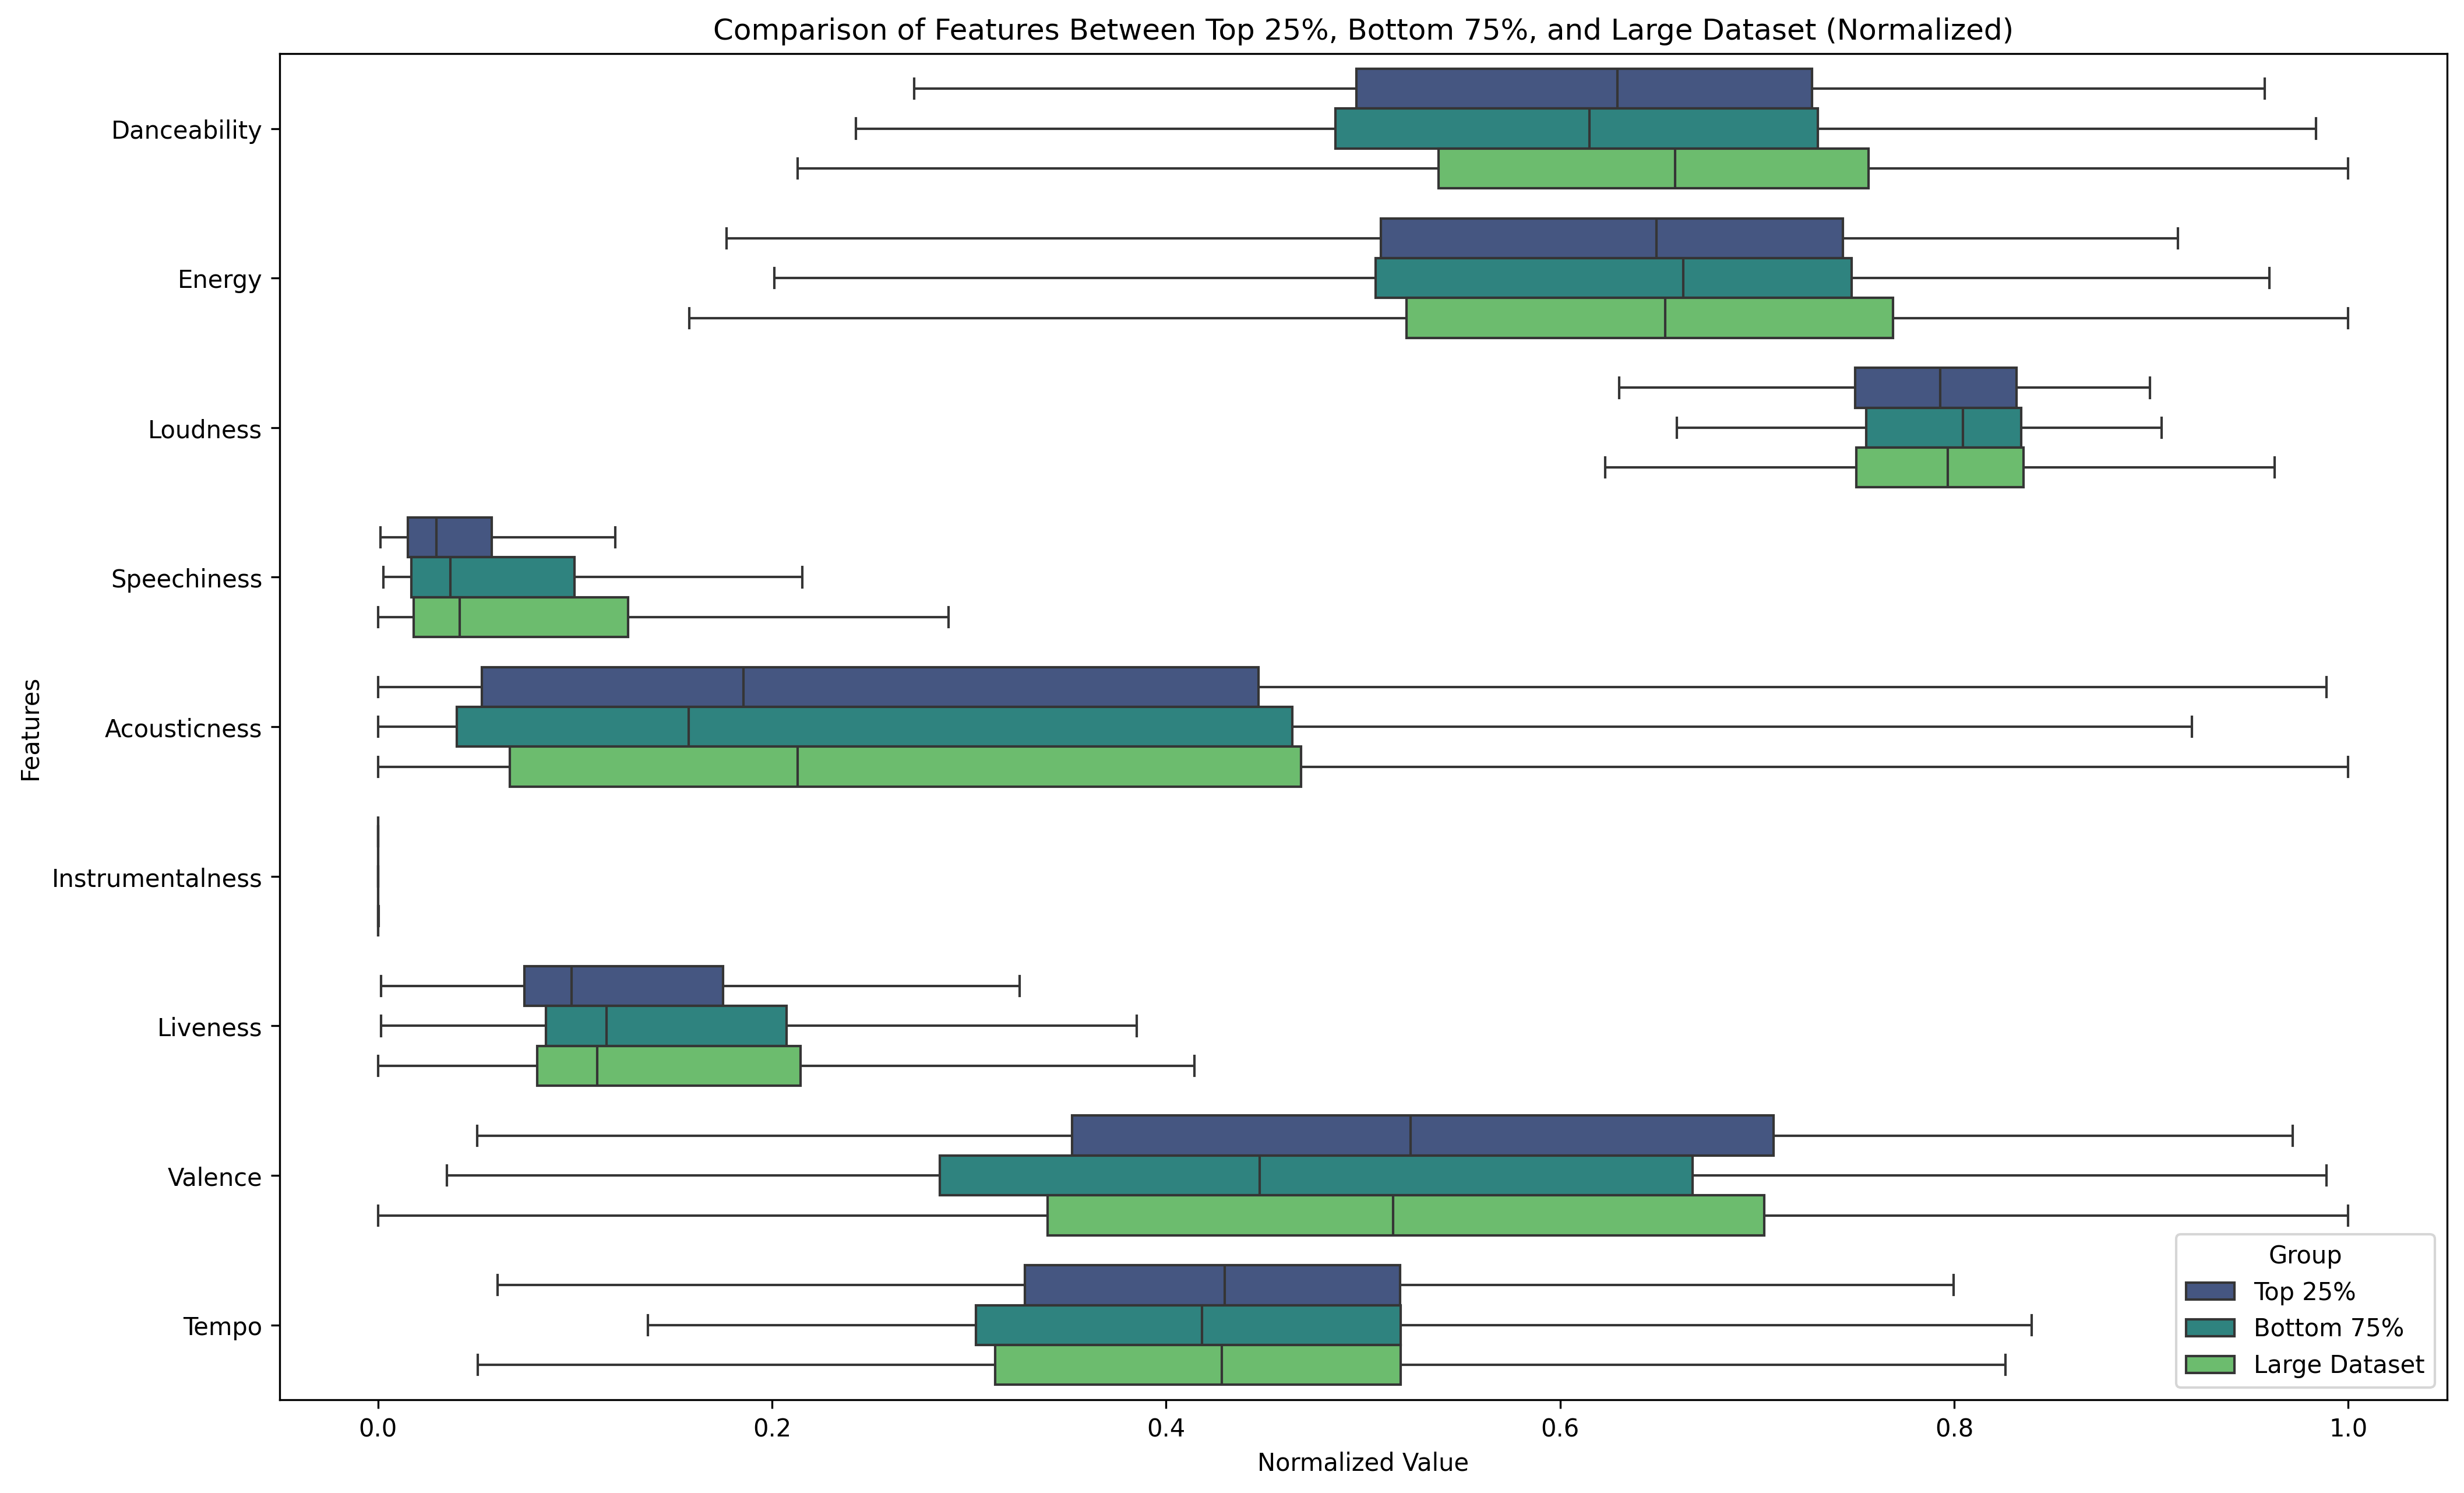 Comparison of Features Between Top 25%, Bottom 75%, and Large Dataset (Normalized)
Features
Danceability
Energy
Loudness
Speechiness
Acousticness
Instrumentalness
Liveness
Valence
Tempo
Group
Top 25%
Bottom 75%
Large Dataset
0.0 0.2 0.4 0.6 0.8 1.0
Normalized Value